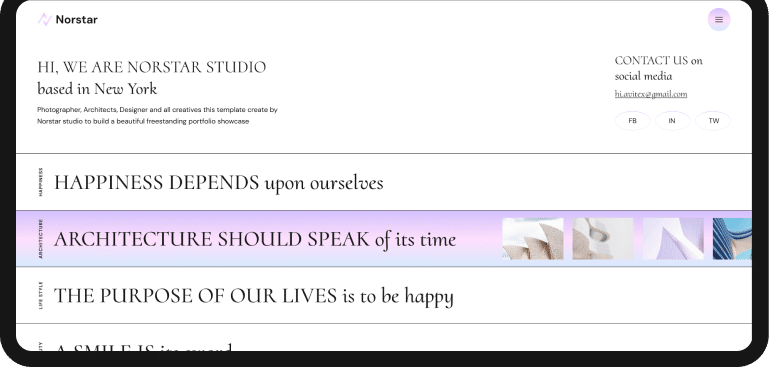 Norstar
HI, WE ARE NORSTAR STUDIO
based in New York
Photographer, Architects, Designer and all creatives this template create by
Norstar studio to build a beautiful freestanding portfolio showcase
CONTACT US on
social media
hi.avitex@gmail.com
FB
IN
TW
HAPPINESS
HAPPINESS DEPENDS upon ourselves
ARCHITECTURE
ARCHITECTURE SHOULD SPEAK of its time
LIFE STYLE
THE PURPOSE OF OUR LIVES is to be happy
A SMILE IS